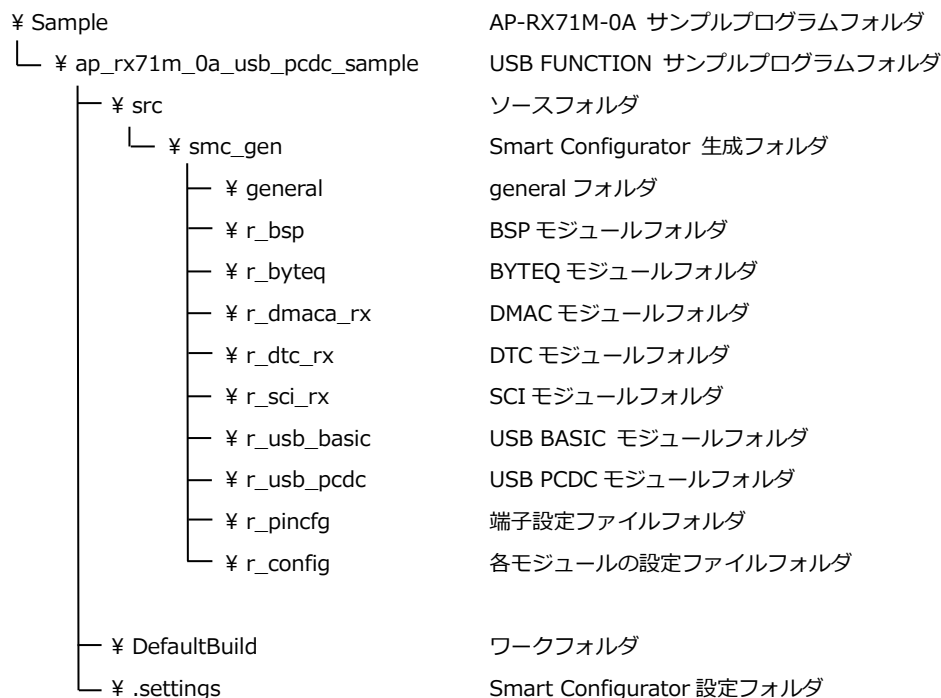 ¥ Sample AP-RX71M-0A サンプルプログラムフォルダ
¥ ap_rx71m_0a_usb_pcdc_sample USB FUNCTION サンプルプログラムフォルダ
¥ src ソースフォルダ
¥ smc_gen Smart Configurator 生成フォルダ
¥ general general フォルダ
¥ r_bsp BSP モジュールフォルダ
¥ r_byteq BYTEQ モジュールフォルダ
¥ r_dmaca_rx DMAC モジュールフォルダ
¥ r_dtc_rx DTC モジュールフォルダ
¥ r_sci_rx SCI モジュールフォルダ
¥ r_usb_basic USB BASIC モジュールフォルダ
¥ r_usb_pcdc USB PCDC モジュールフォルダ
¥ r_pincfg 端子設定ファイルフォルダ
¥ r_config 各モジュールの設定ファイルフォルダ
¥ DefaultBuild ワークフォルダ
¥ .settings Smart Configurator 設定フォルダ